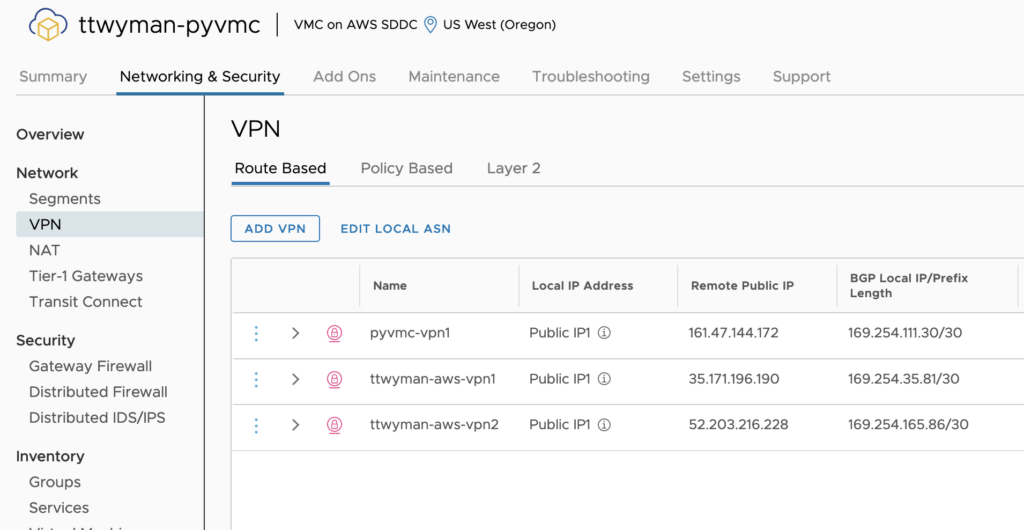 ttwyman-pyvmc VMC on AWS SDDC US West (Oregon)
Summary Networking & Security Add Ons Maintenance Troubleshooting Settings Support
Overview
Network
Segments
VPN
NAT
Tier-1 Gateways
Transit Connect
Security
Gateway Firewall
Distributed Firewall
Distributed IDS/IPS
Inventory
Groups
Services
VPN
Route Based Policy Based Layer 2
ADD VPN EDIT LOCAL ASN
Name Local IP Address Remote Public IP BGP Local IP/Prefix
Length
pyvmc-vpn1 Public IP1 161.47.144.172 169.254.111.30/30
ttwyman-aws-vpn1 Public IP1 35.171.196.190 169.254.35.81/30
ttwyman-aws-vpn2 Public IP1 52.203.216.228 169.254.165.86/30